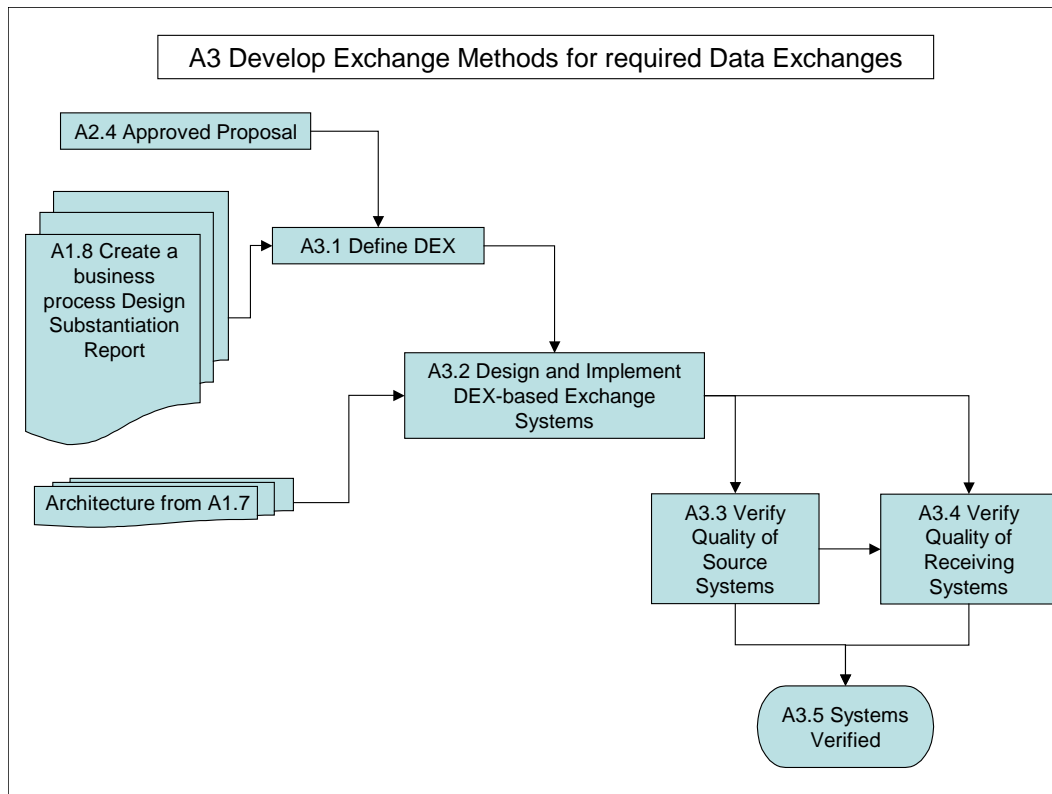 A3 Develop Exchange Methods for required Data Exchanges
A2.4 Approved Proposal
A3.1 Define DEX
A1.8 Create a
business
process Design
Substantiation
Report
A3.2 Design and Implement
DEX-based Exchange
Systems
Architecture from A1.7
A3.3 Verify
Quality of
Source
Systems
A3.4 Verify
Quality of
Receiving
Systems
A3.5 Systems
Verified